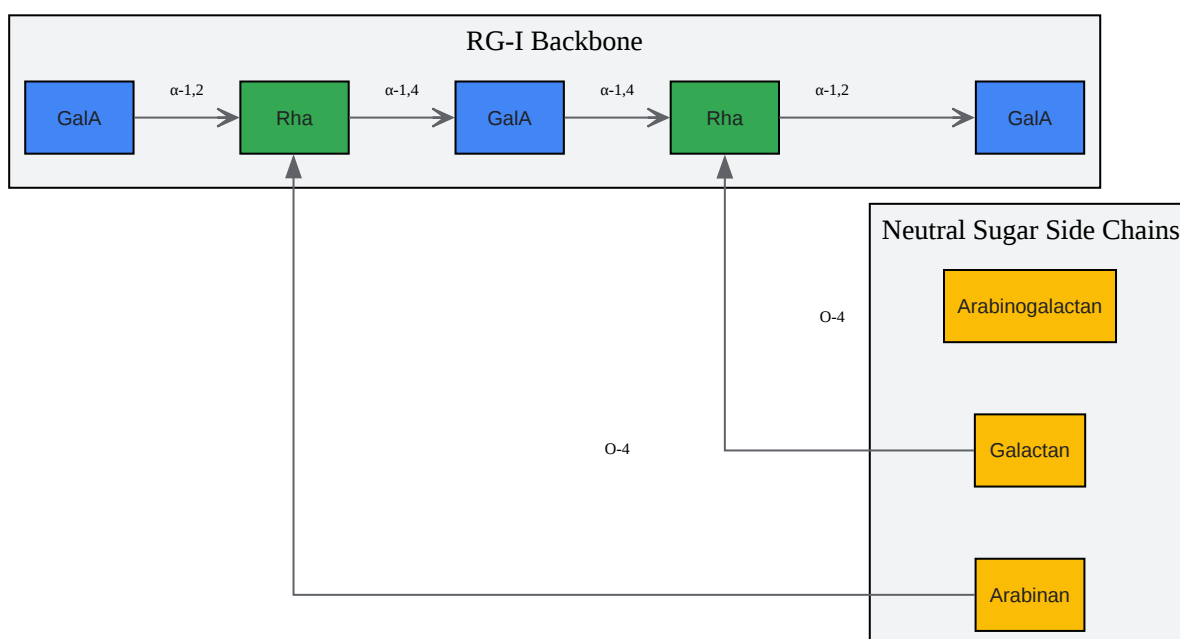 RG-I Backbone
α-1,2
α-1,4
α-1,4
α-1,2
GalA
Rha
GalA
Rha
GalA
Neutral Sugar Side Chains
Arabinogalactan
O-4
Galactan
O-4
Arabinan